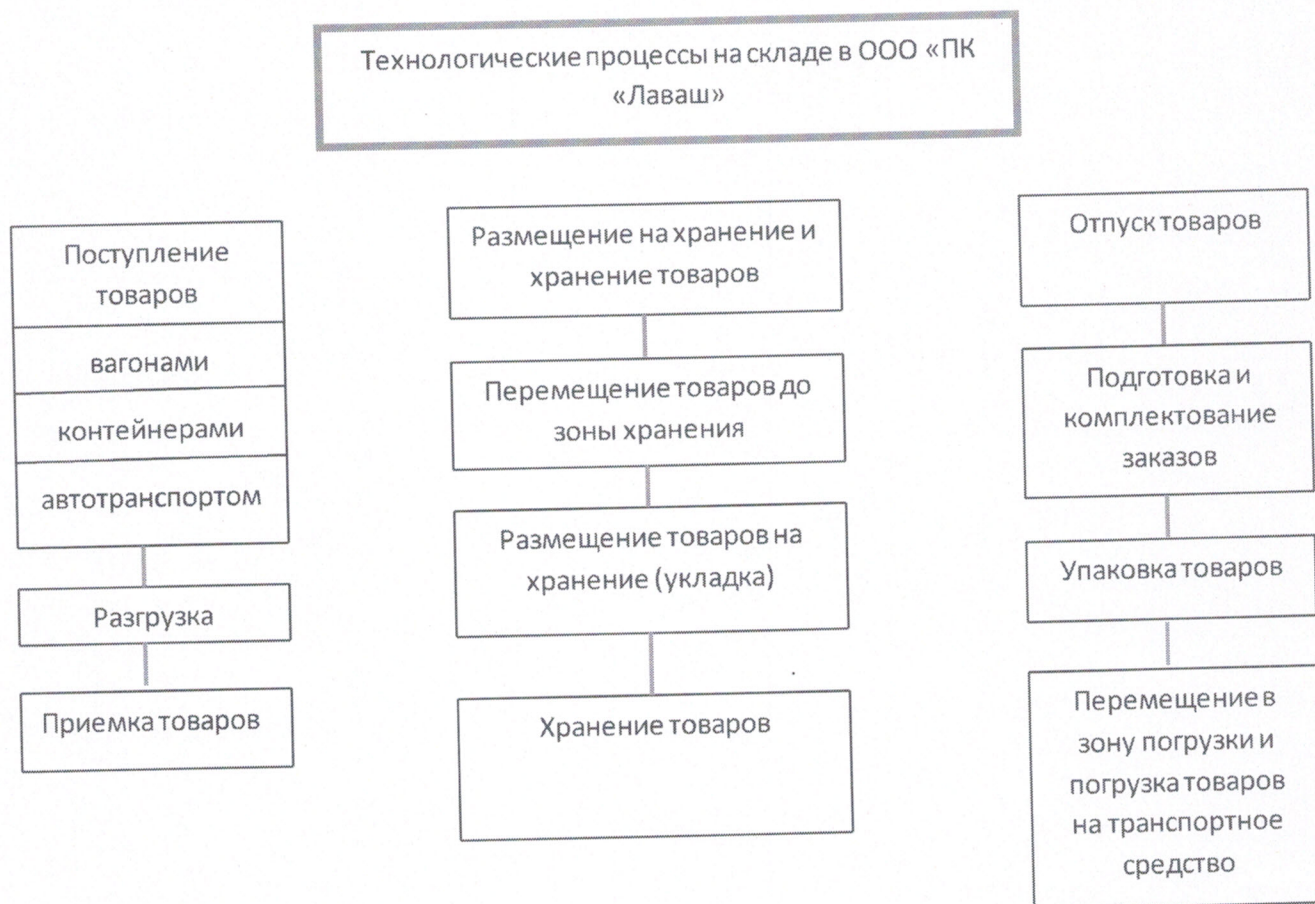 Технологические процессы на складе в ООО «ПК
«Лаваш»
Поступление
товаров
вагонами
контейнерами
автотранспортом
Разгрузка
Приемка товаров
Размещение на хранение и
хранение товаров
Перемещение товаров до
зоны хранения
Размещение товаров на
хранение (укладка)
Хранение товаров
Отпуск товаров
Подготовка и
комплектование
заказов
Упаковка товаров
Перемещение в
зону погрузки и
погрузка товаров
на транспортное
средство